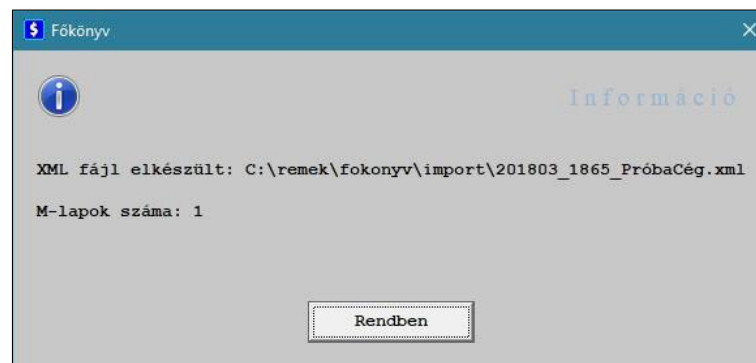 Főkönyv
Információ
XML fájl elkészült: C:\remek\fokonyv\import\201803_1865_PróbaCég.xml
M-lapok száma: 1
Rendben